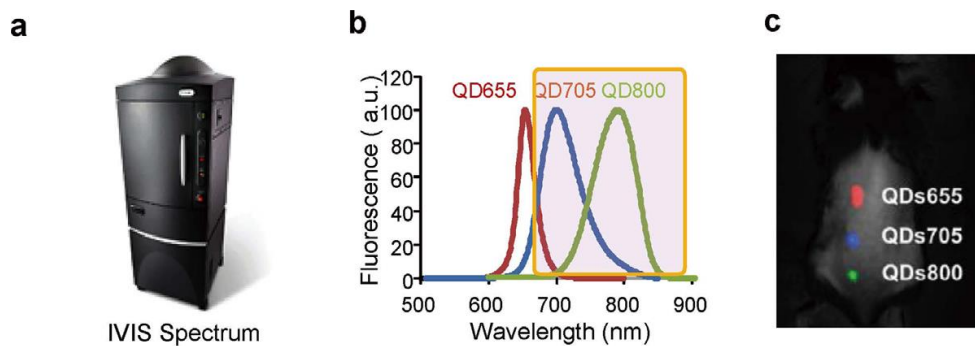 a
IVIS Spectrum
b
Fluorescence ( a.u.)
120
100
80
60
40
20
0
QD655 QD705 QD800
500 600 700 800 900
Wavelength (nm)
c
QDs655
QDs705
QDs800